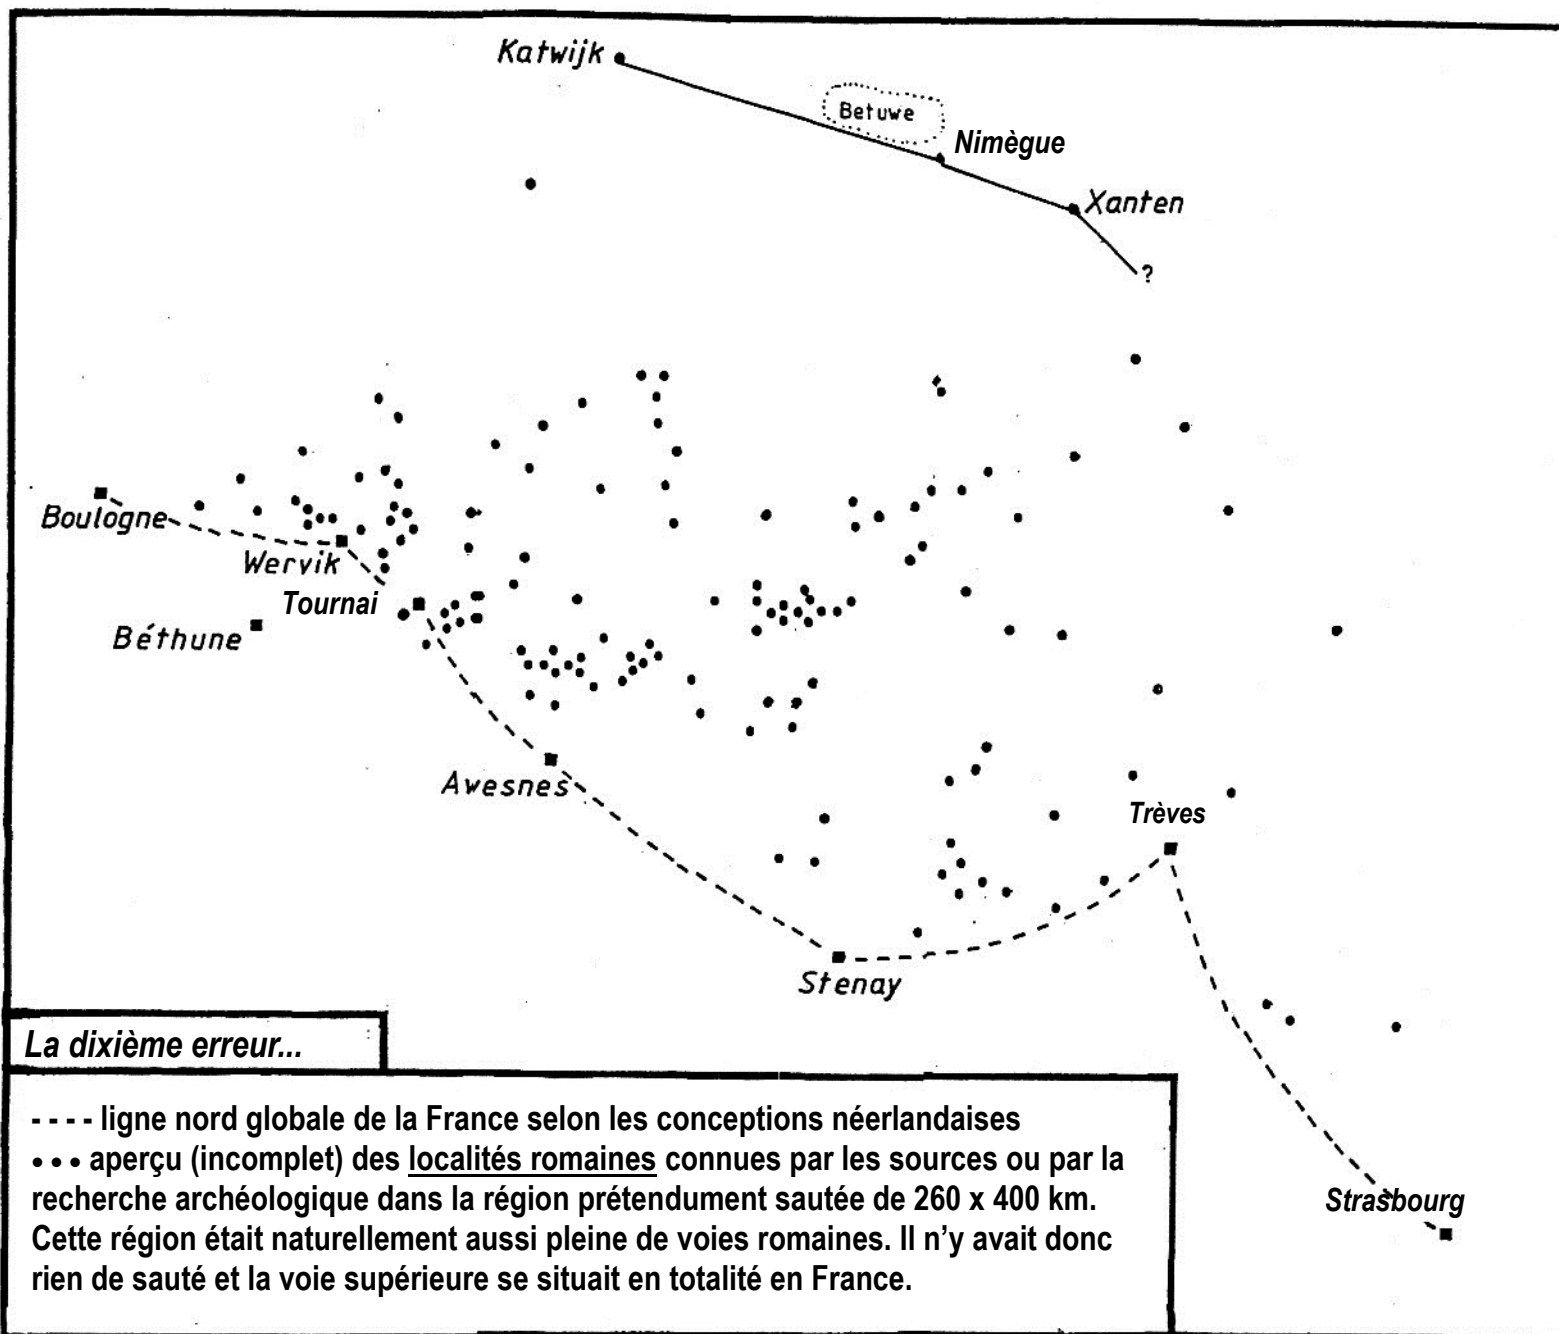 Katwijk
Betuwe
Nimègue
Xanten
?
Boulogne
Wervik
Tournai
Béthune
Awesnes
Trèves
Stenay
Strasbourg
La dixième erreur...
- - - - ligne nord globale de la France selon les conceptions néerlandaises
• • • aperçu (incomplet) des localités romaines connues par les sources ou par la
recherche archéologique dans la région prétendument sautée de 260 x 400 km.
Cette région était naturellement aussi pleine de voies romaines. Il n’y avait donc
rien de sauté et la voie supérieure se situait en totalité en France.